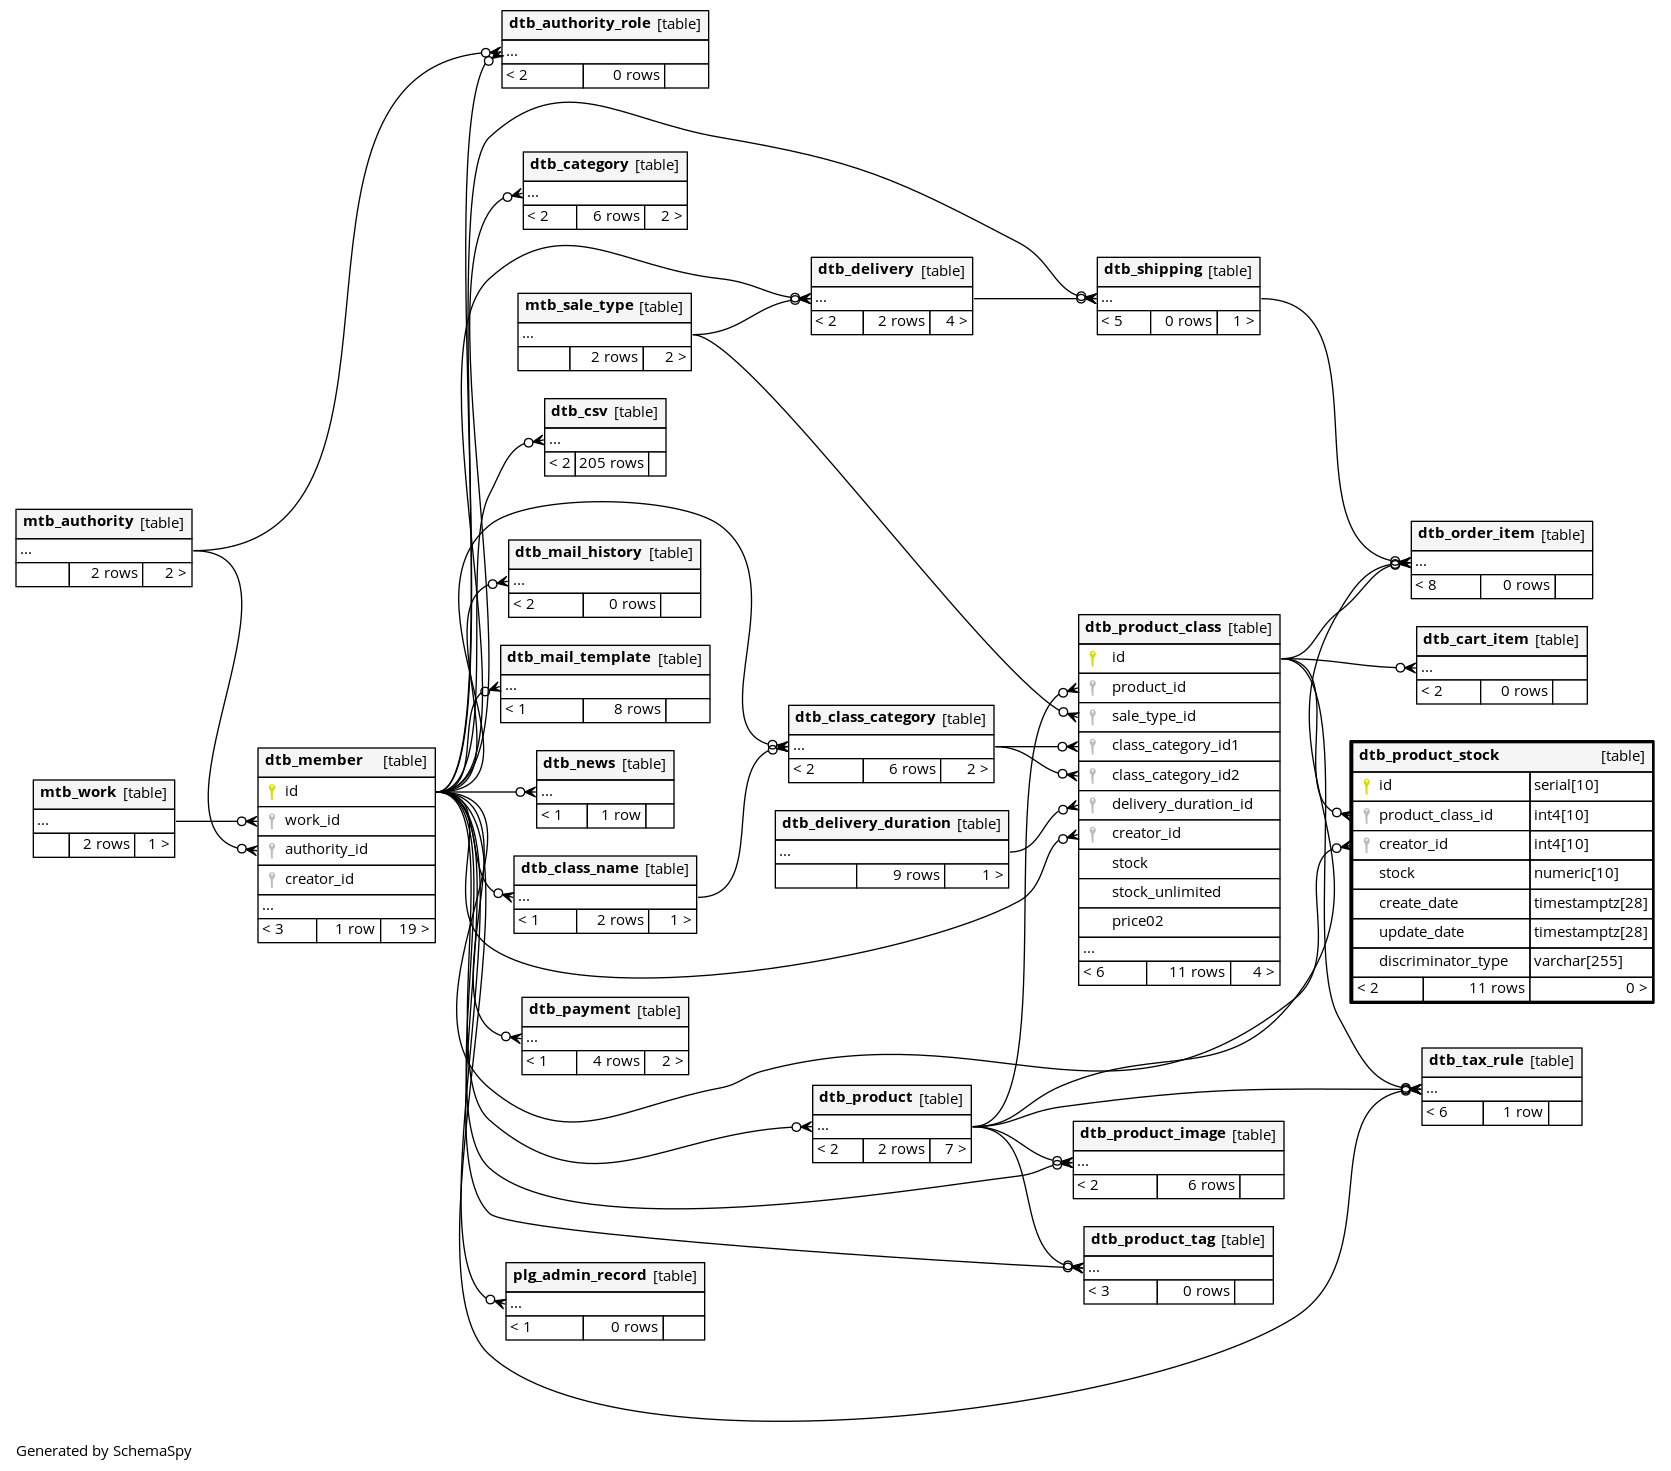 dtb_authority_role [table]
...
< 2 0 rows
dtb_category [table]
...
< 2 6 rows 2 >
dtb_delivery [table]
...
< 2 2 rows 4 >
dtb_shipping [table]
...
< 5 0 rows 1 >
mtb_sale_type [table]
...
2 rows 2 >
dtb_csv [table]
...
< 2 205 rows
mtb_authority [table]
...
2 rows 2 >
dtb_mail_history [table]
...
< 2 0 rows
dtb_order_item [table]
...
< 8 0 rows
dtb_mail_template [table]
...
< 1 8 rows
dtb_product_class [table]
id
product_id
sale_type_id
class_category_id1
class_category_id2
delivery_duration_id
creator_id
stock
stock_unlimited
price02
...
< 6 11 rows 4 >
dtb_cart_item [table]
...
< 2 0 rows
dtb_class_category [table]
...
< 2 6 rows 2 >
dtb_product_stock [table]
id serial[10]
product_class_id int4[10]
creator_id int4[10]
stock numeric[10]
create_date timestamptz[28]
update_date timestamptz[28]
discriminator_type varchar[255]
< 2 11 rows 0 >
dtb_member [table]
id
work_id
authority_id
creator_id
...
< 3 1 row 19 >
mtb_work [table]
...
2 rows 1 >
dtb_news [table]
...
< 1 1 row
dtb_delivery_duration [table]
...
9 rows 1 >
dtb_class_name [table]
...
< 1 2 rows 1 >
dtb_payment [table]
...
< 1 4 rows 2 >
dtb_tax_rule [table]
...
< 6 1 row
dtb_product [table]
...
< 2 2 rows 7 >
dtb_product_image [table]
...
< 2 6 rows
dtb_product_tag [table]
...
< 3 0 rows
plg_admin_record [table]
...
< 1 0 rows
Generated by SchemaSpy